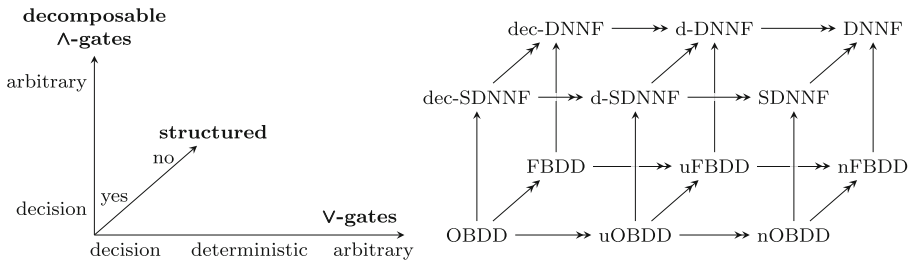 decomposable
∧-gates
arbitrary
structured
no
yes
decision
∨-gates
decision deterministic arbitrary
dec-DNNF d-DNNF DNNF
dec-SDNNF d-SDNNF SDNNF
FBDD uFBDD nFBDD
OBDD uOBDD nOBDD